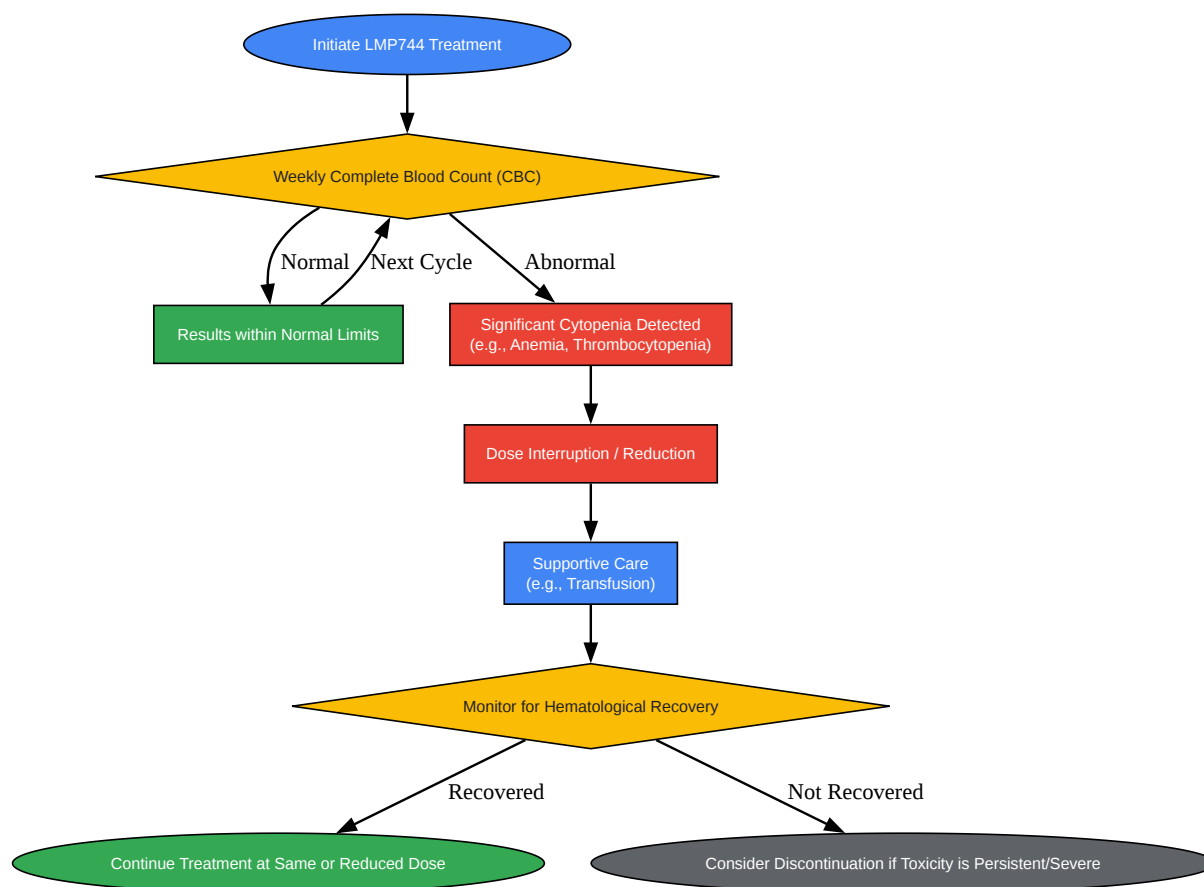 Initiate LMP744 Treatment
Weekly Complete Blood Count (CBC)
Normal
Next Cycle
Abnormal
Results within Normal Limits
Significant Cytopenia Detected
(e.g., Anemia, Thrombocytopenia)
Dose Interruption / Reduction
Supportive Care
(e.g., Transfusion)
Monitor for Hematological Recovery
Recovered
Not Recovered
Continue Treatment at Same or Reduced Dose
Consider Discontinuation if Toxicity is Persistent/Severe